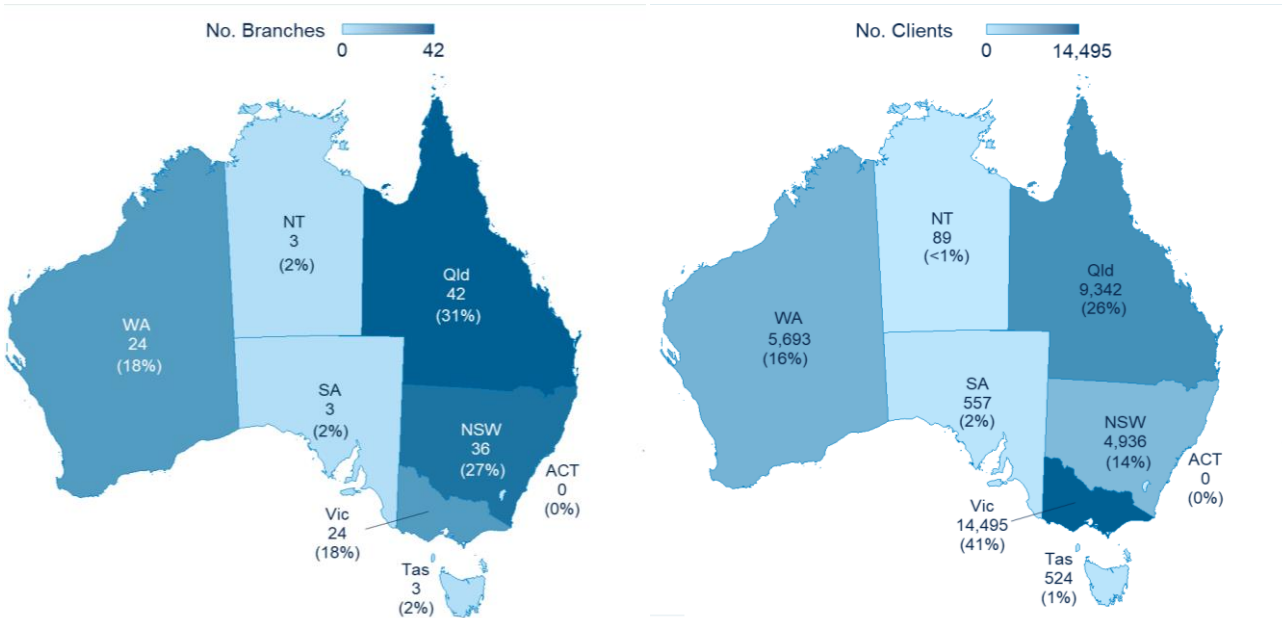 No. Branches
0
42
NT
3
(2%)
Qld
42
(31%)
WA
24
(18%)
SA
3
(2%)
NSW
36
(27%)
ACT
0
(0%)
Vic
24
(18%)
Tas
3
(2%)
No. Clients
0
14,495
NT
89
(<1%)
Qld
9,342
(26%)
WA
5,693
(16%)
SA
557
(2%)
NSW
4,936
(14%)
ACT
0
(0%)
Vic
14,495
(41%)
Tas
524
(1%)